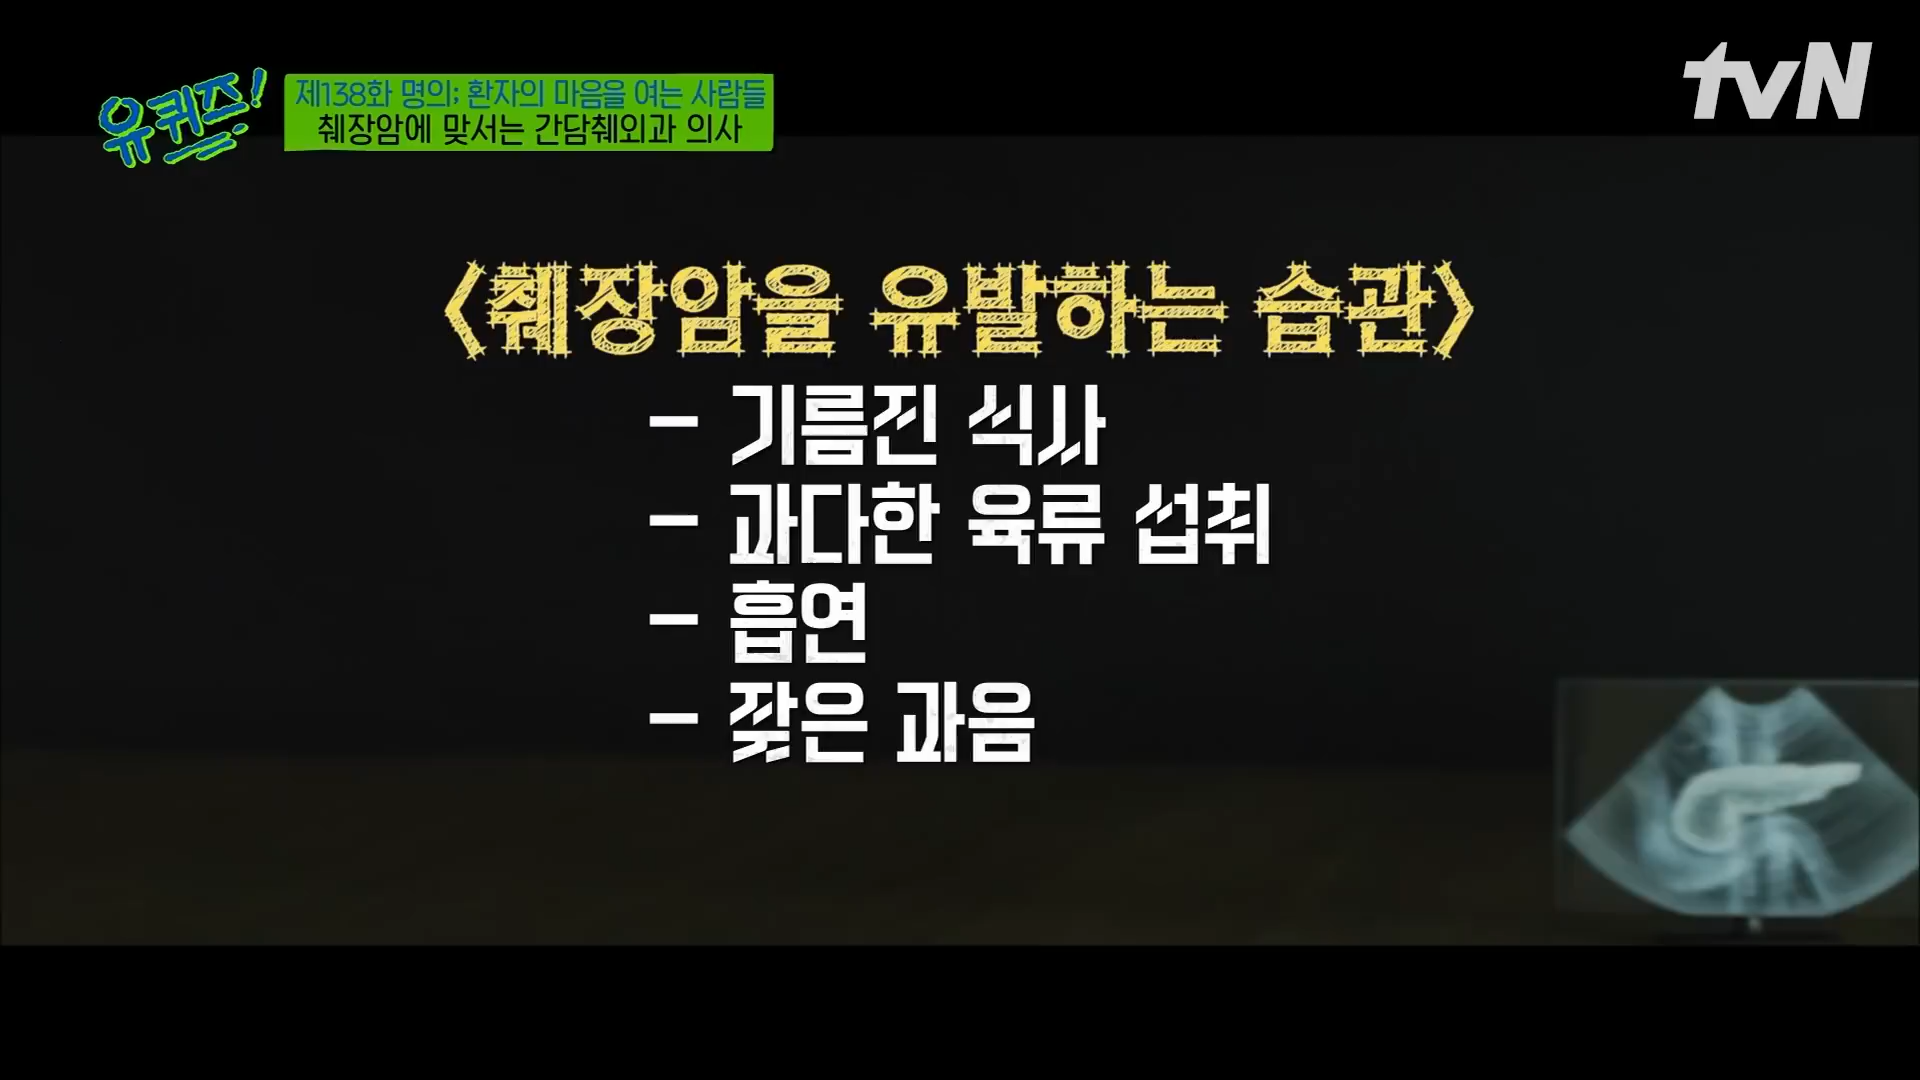 유퀴즈!
제138화 명의; 환자의 마음을 여는 사람들
췌장암에 맞서는 간담췌외과 의사
tvN
<췌장암을 유발하는 습관>
- 기름진 식사
- 과다한 육류 섭취
- 흡연
- 잦은 과음